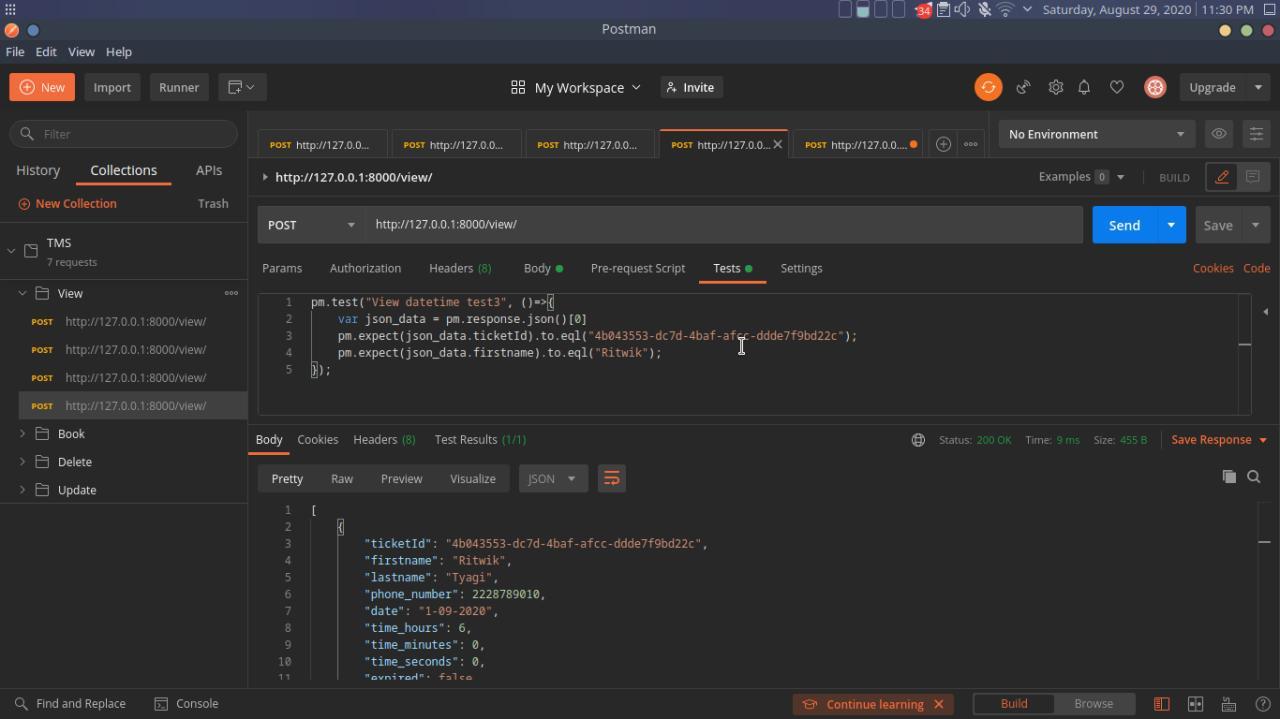 34 Saturday, August 29, 2020 | 11:30 PM
Postman
File Edit View Help
New Import Runner My Workspace Invite Upgrade
Filter
POST http://127.0.0... POST http://127.0.0... POST http://127.0.0... POST http://127.0.0... POST http://127.0.0.... No Environment
History Collections APIs
http://127.0.0.1:8000/view/ Examples 0 BUILD
New Collection Trash
POST http://127.0.0.1:8000/view/ Send Save
TMS
7 requests
Params Authorization Headers (8) Body Pre-request Script Tests Settings Cookies Code
View
POST http://127.0.0.1:8000/view/
POST http://127.0.0.1:8000/view/
POST http://127.0.0.1:8000/view/
POST http://127.0.0.1:8000/view/
Book
Delete
Update
1 pm.test("View datetime test3", ()=>{
2 var json_data = pm.response.json()[0]
3 pm.expect(json_data.ticketId).to.eql("4b043553-dc7d-4baf-afcc-ddde7f9bd22c");
4 pm.expect(json_data.firstname).to.eql("Ritwik");
5 });
Body Cookies Headers (8) Test Results (1/1) Status: 200 OK Time: 9 ms Size: 455 B Save Response
Pretty Raw Preview Visualize JSON
1 [
2 {
3 "ticketId": "4b043553-dc7d-4baf-afcc-ddde7f9bd22c",
4 "firstname": "Ritwik",
5 "lastname": "Tyagi",
6 "phone_number": 2228789010,
7 "date": "1-09-2020",
8 "time_hours": 6,
9 "time_minutes": 0,
10 "time_seconds": 0,
11 "expired": false
Find and Replace Console Continue learning Build Browse